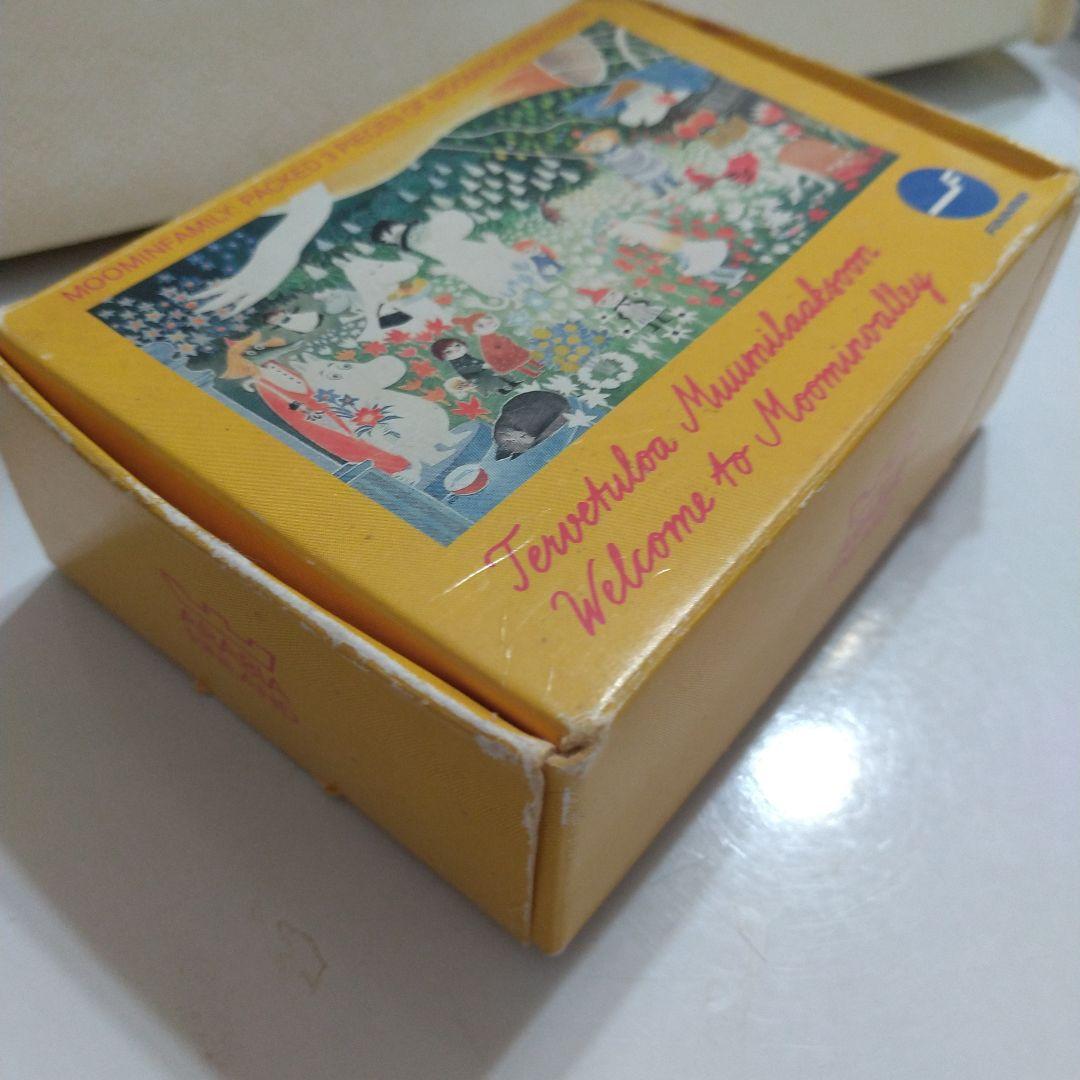 MOOMINFAMILY. PACKED 3 PIECES OF
Tervetuloa Muumilaaksoon
Welcome to Moominvalley